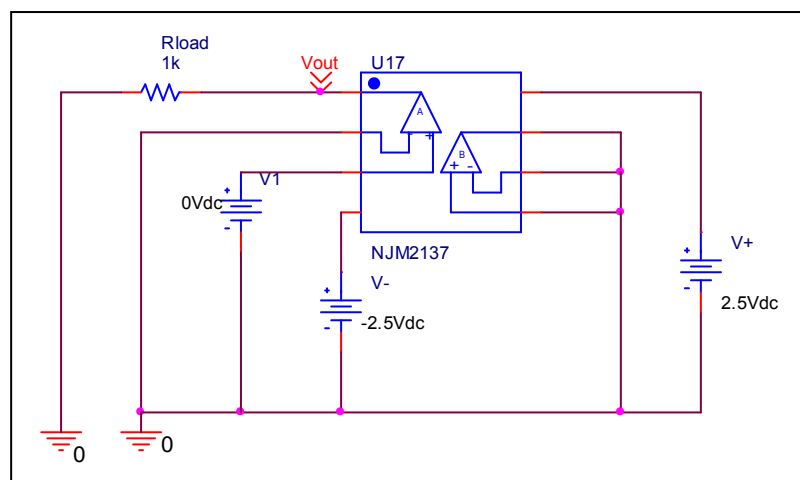 Rload
1k
Vout
U17
A
- +
B
+ -
V1
+
0Vdc
-
NJM2137
V-
+
-2.5Vdc
-
V+
+
2.5Vdc
-
0
0